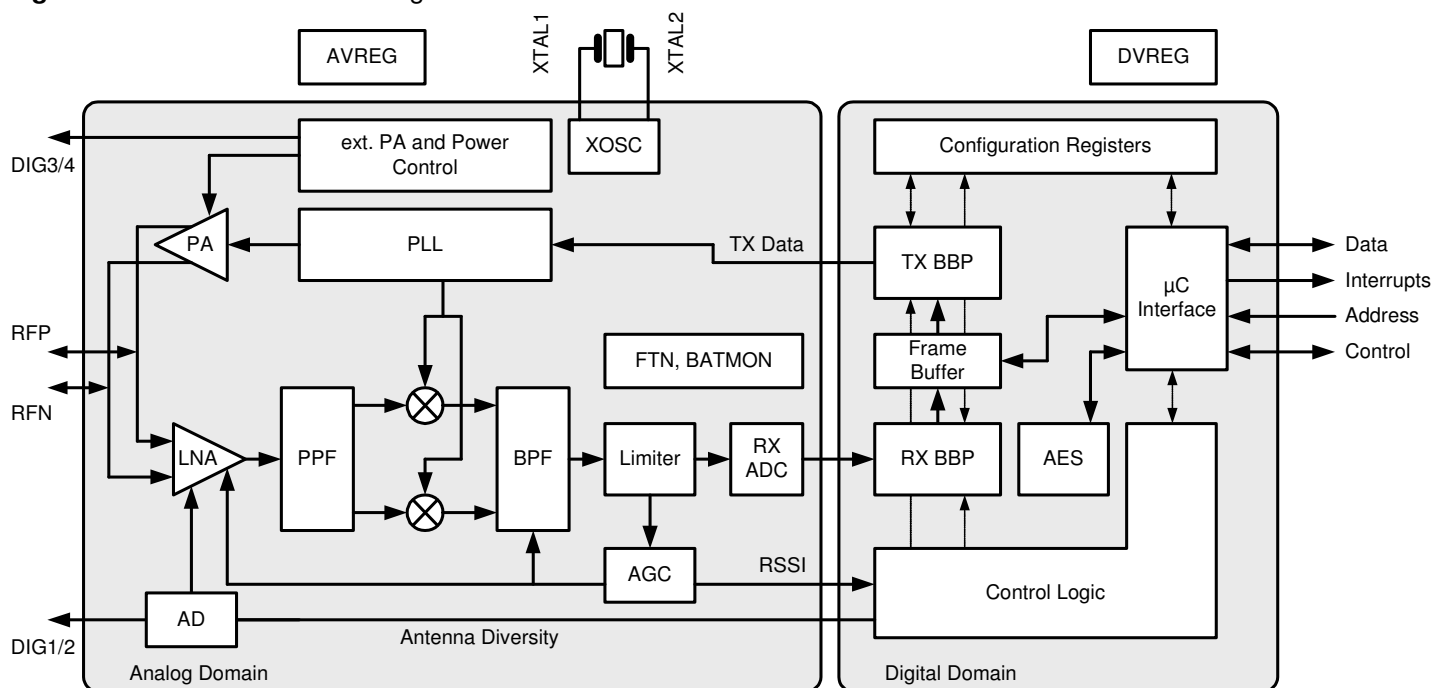 XTAL1
XTAL2
AVREG
DVREG
ext. PA and Power
Control
XOSC
Configuration Registers
DIG3/4
PA
PLL
TX Data
TX BBP
µC
Interface
Data
Interrupts
Address
Control
RFP
RFN
FTN, BATMON
Frame
Buffer
LNA
PPF
BPF
Limiter
RX
ADC
RX BBP
AES
AGC
RSSI
Control Logic
AD
DIG1/2
Antenna Diversity
Analog Domain
Digital Domain